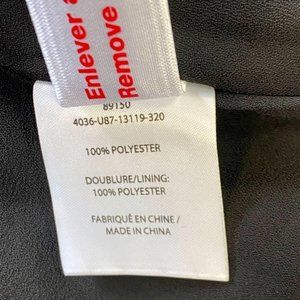 Enlever a
Remove
89150
4036-U87-13119-320
100% POLYESTER
DOUBLURE/LINING:
100% POLYESTER
FABRIQUÉ EN CHINE /
MADE IN CHINA